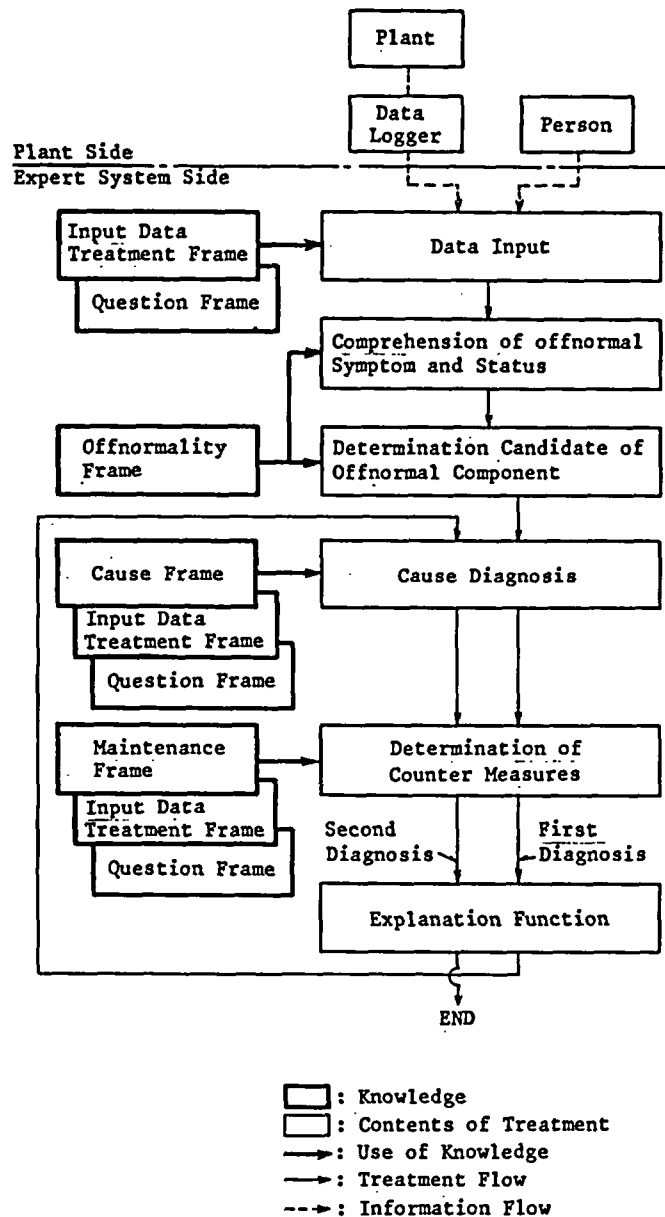 Plant
Data
Logger
Person
Plant Side
Expert System Side
Input Data
Treatment Frame
Question Frame
Data Input
Comprehension of offnormal
Symptom and Status
Offnormality
Frame
Determination Candidate of
Offnormal Component
Cause Frame
Input Data
Treatment Frame
Question Frame
Cause Diagnosis
Maintenance
Frame
Input Data
Treatment Frame
Question Frame
Determination of
Counter Measures
Second
Diagnosis
First
Diagnosis
Explanation Function
END
: Knowledge
: Contents of Treatment
: Use of Knowledge
: Treatment Flow
: Information Flow